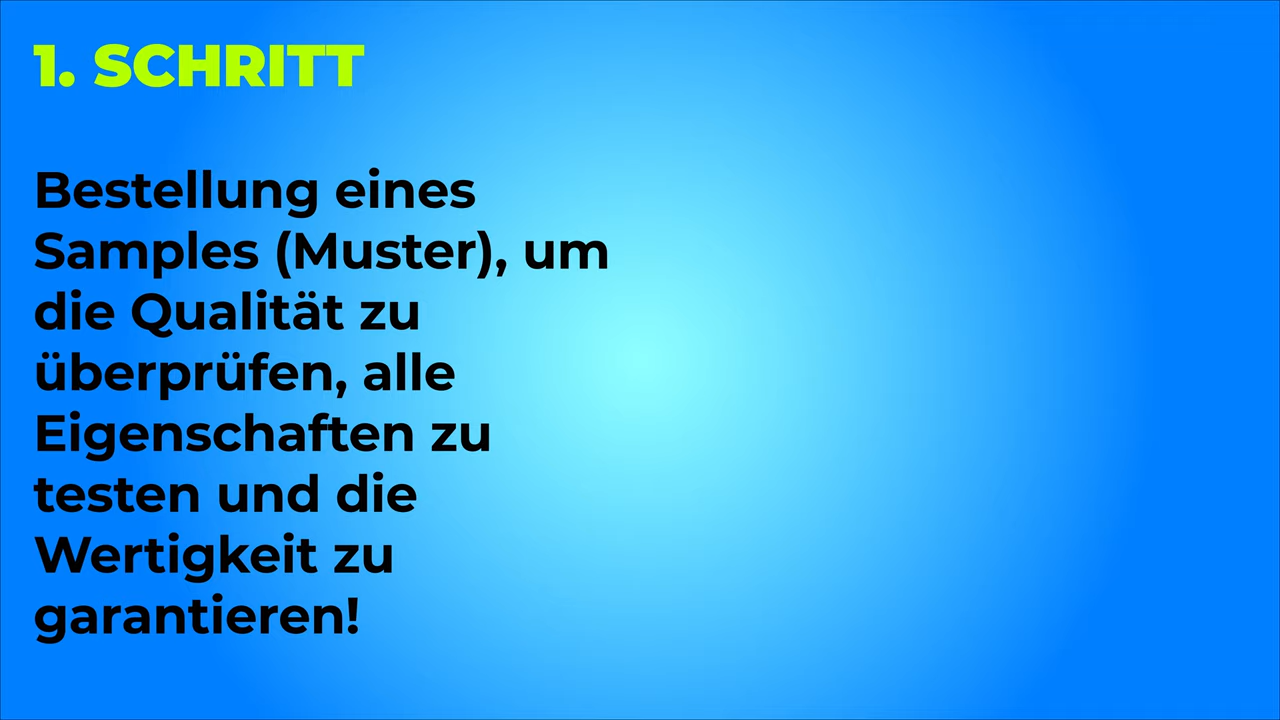 1. SCHRITT
Bestellung eines
Samples (Muster), um
die Qualität zu
überprüfen, alle
Eigenschaften zu
testen und die
Wertigkeit zu
garantieren!